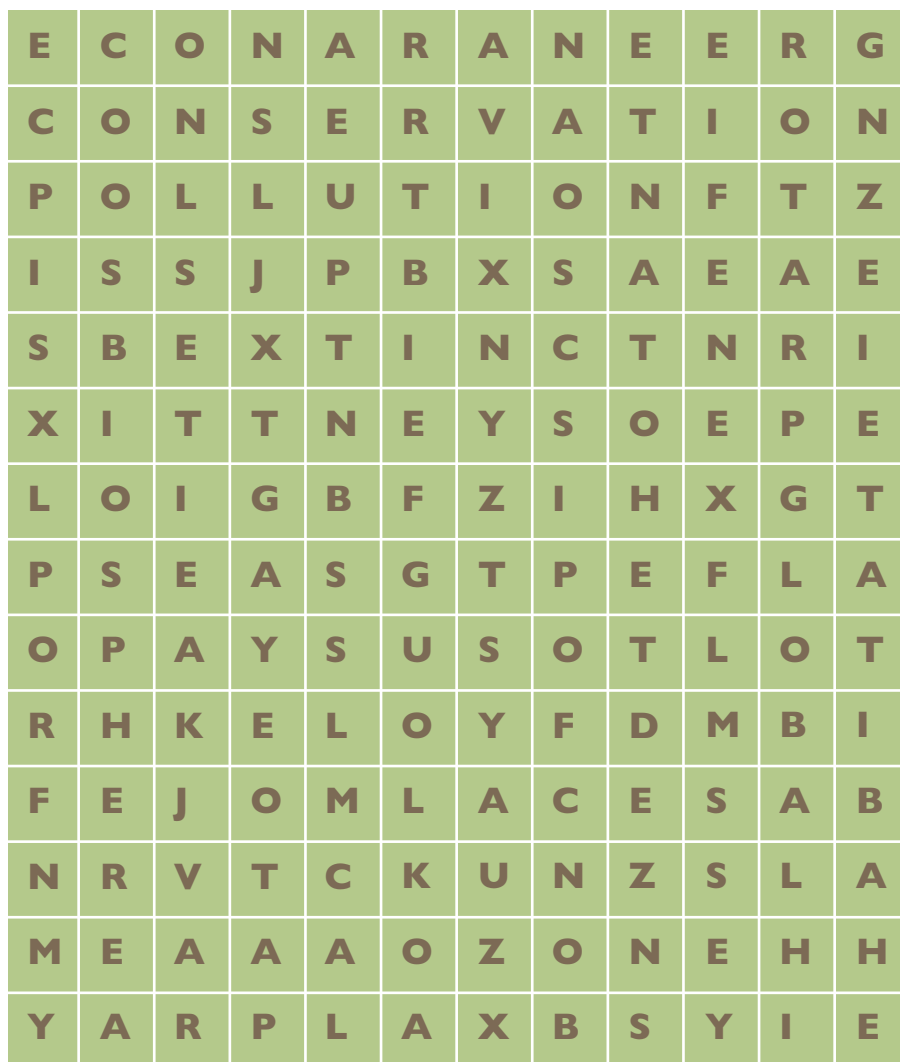 E C O N A R A N E E R G
C O N S E R V A T I O N
P O L L U T I O N F T Z
I S S J P B X S A E A E
S B E X T I N C T N R I
X I T T N E Y S O E P E
L O I G B F Z I H X G T
P S E A S G T P E F L A
O P A Y S U S O T L O T
R H K E L O Y F D M B I
F E J O M L A C E S A B
N R V T C K U N Z S L A
M E A A A O Z O N E H H
Y A R P L A X B S Y I E